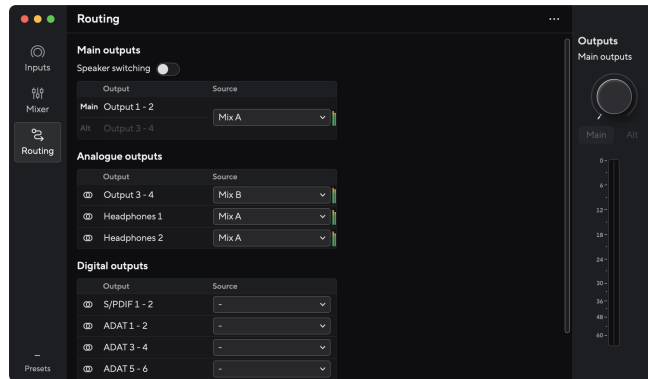 Routing
...
Inputs
Mixer
Routing
Presets
Main outputs
Speaker switching
Output Source
Main Output 1 - 2
Mix A
Alt Output 3 - 4
Analogue outputs
Output Source
Output 3 - 4 Mix B
Headphones 1 Mix A
Headphones 2 Mix A
Digital outputs
Output Source
S/PDIF 1 - 2 -
ADAT 1 - 2 -
ADAT 3 - 4 -
ADAT 5 - 6 -
Outputs
Main outputs
Main Alt
0
6
12
18
24
30
36
48
60